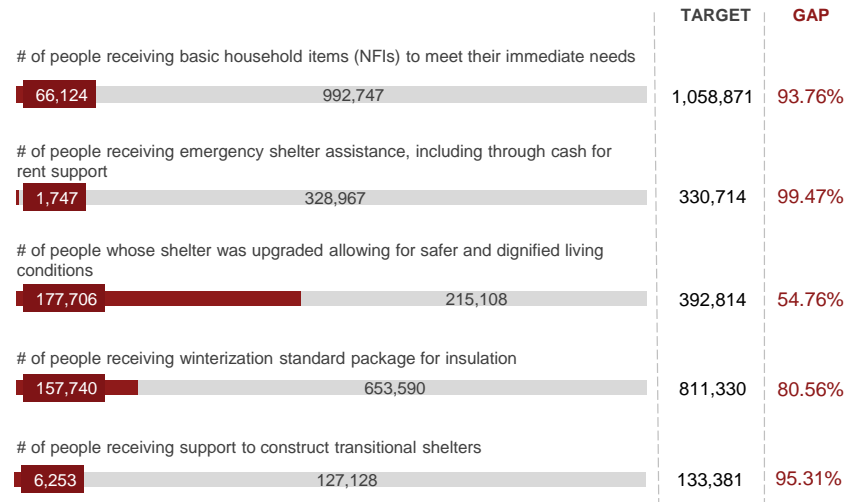 TARGET GAP
# of people receiving basic household items (NFIs) to meet their immediate needs
66,124 992,747 1,058,871 93.76%
# of people receiving emergency shelter assistance, including through cash for
rent support
1,747 328,967 330,714 99.47%
# of people whose shelter was upgraded allowing for safer and dignified living
conditions
177,706 215,108 392,814 54.76%
# of people receiving winterization standard package for insulation
157,740 653,590 811,330 80.56%
# of people receiving support to construct transitional shelters
6,253 127,128 133,381 95.31%